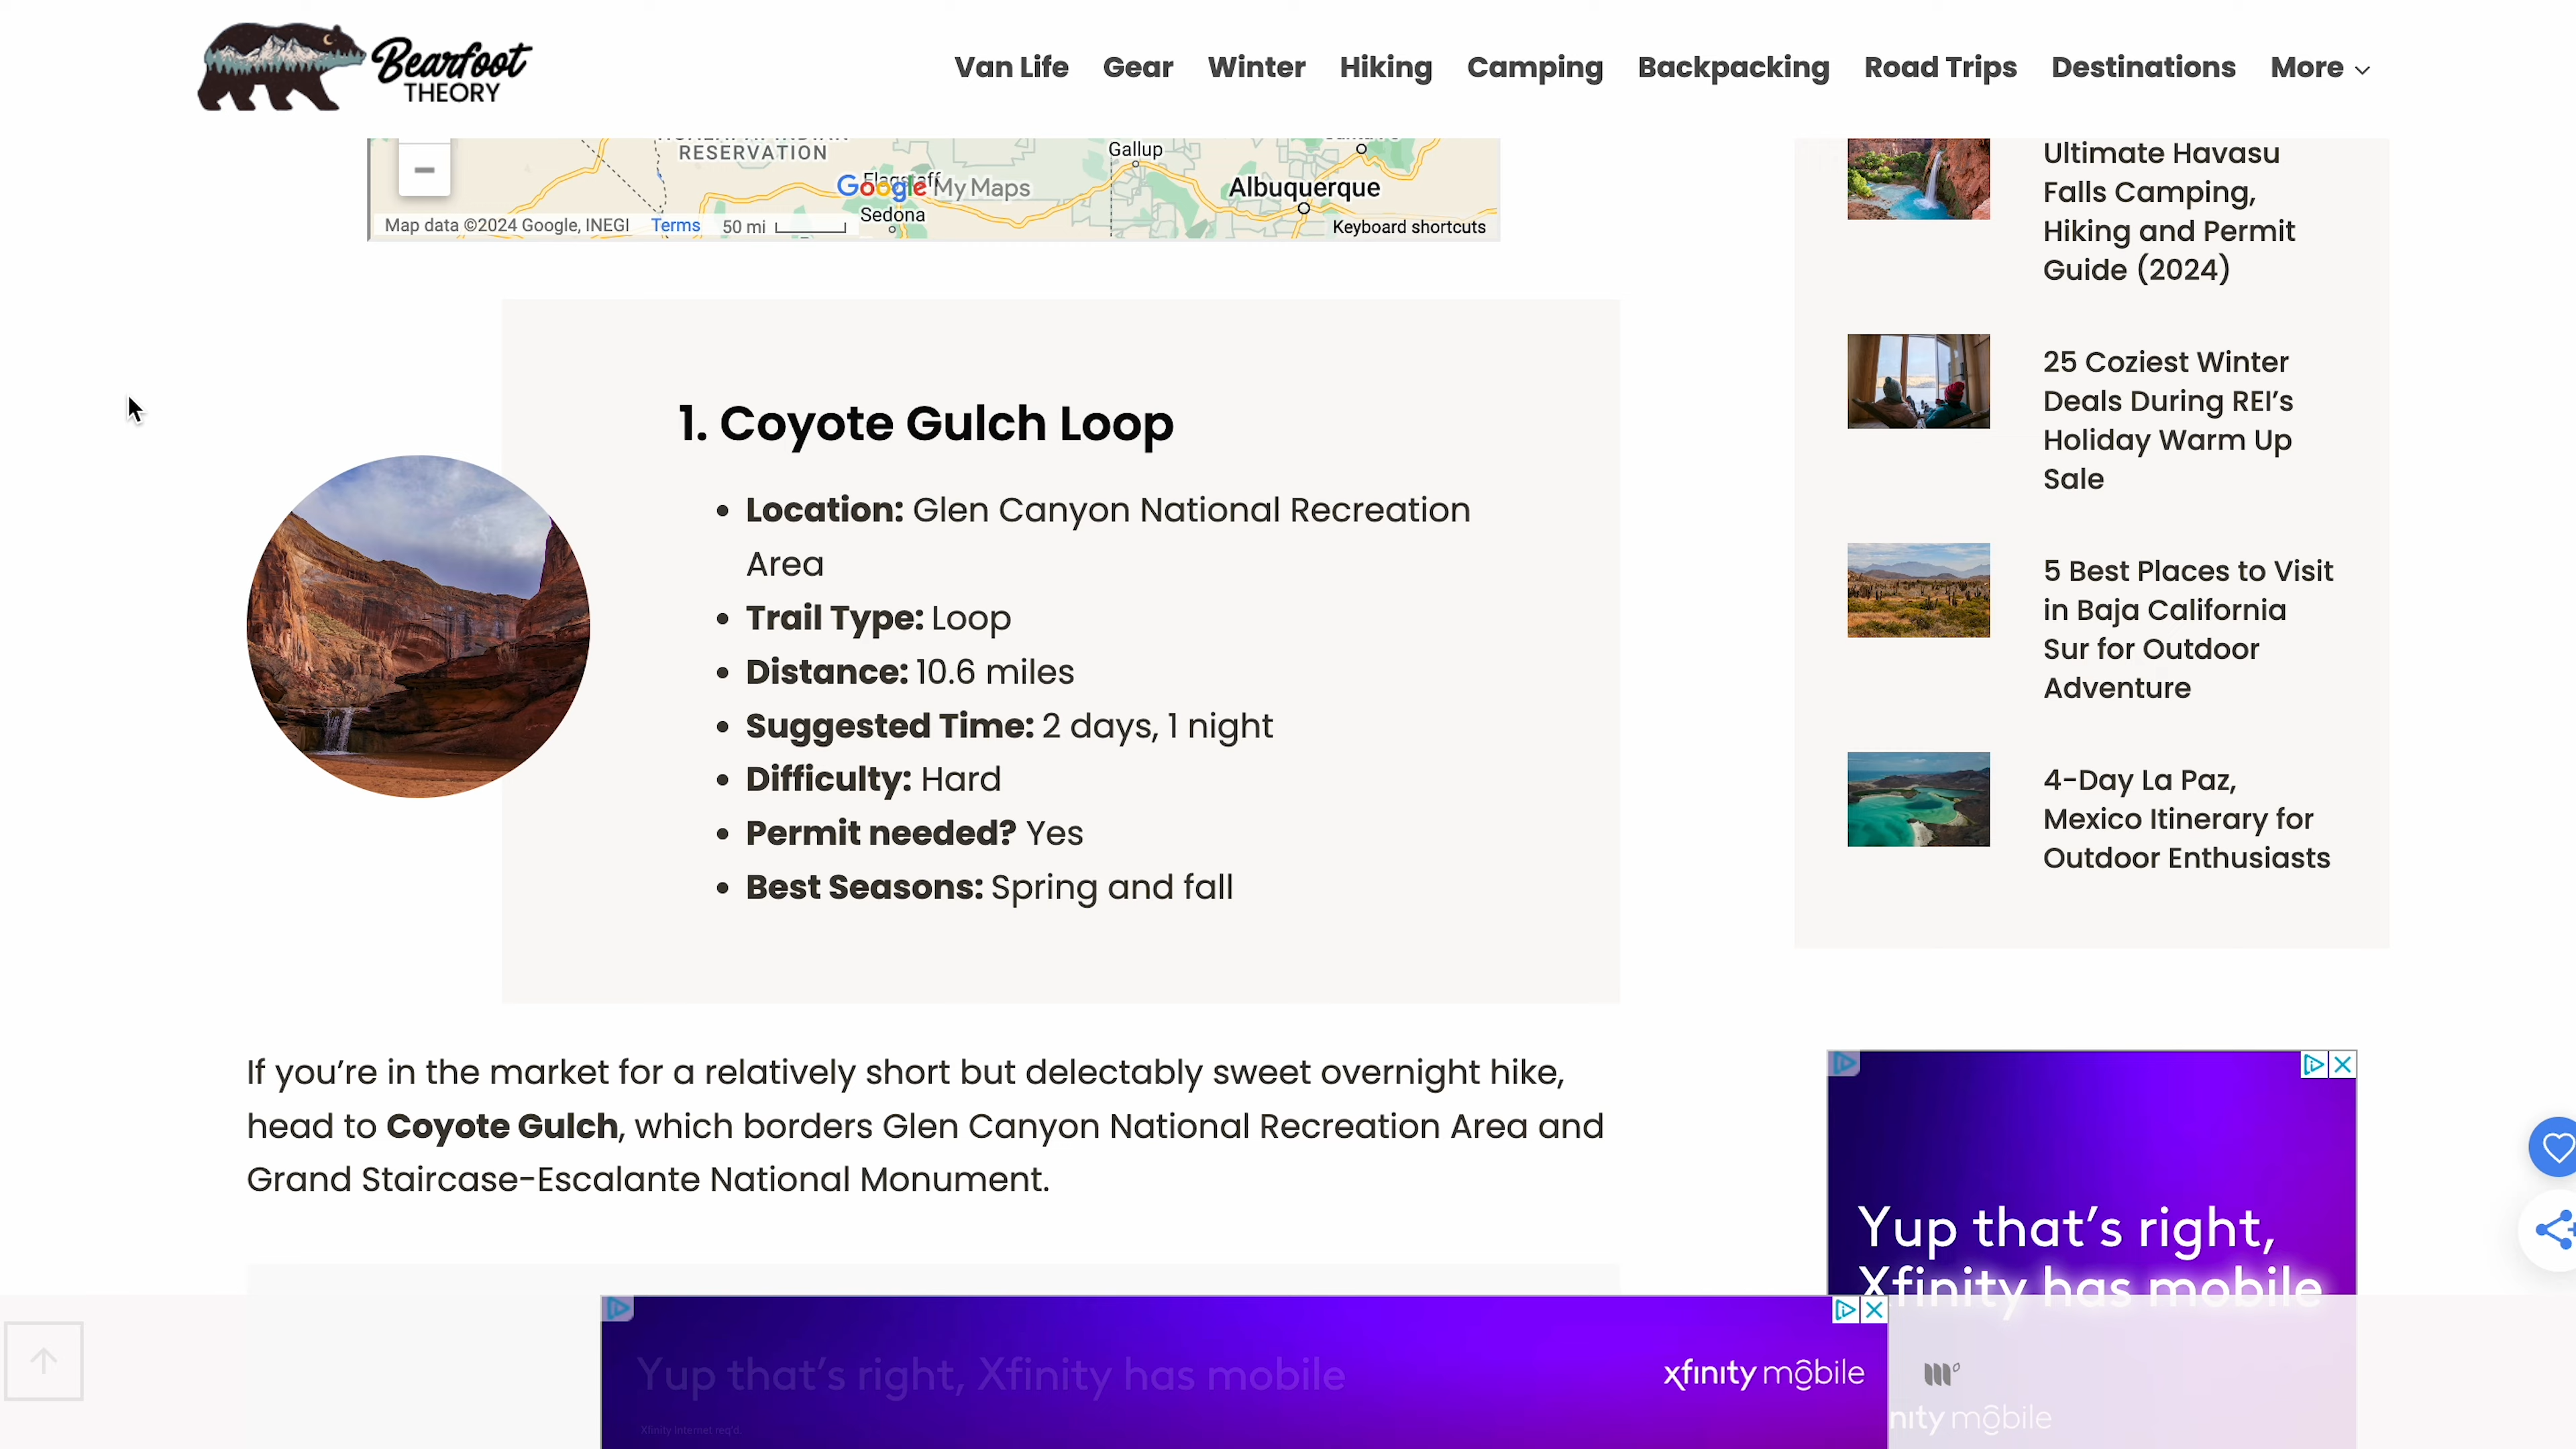 Bearfoot
THEORY
Van Life Gear Winter Hiking Camping Backpacking Road Trips Destinations More
RESERVATION
Gallup
Flagstaff
Google My Maps
Albuquerque
Sedona
Map data ©2024 Google, INEGI Terms 50 mi
Keyboard shortcuts
1. Coyote Gulch Loop
• Location: Glen Canyon National Recreation
Area
• Trail Type: Loop
• Distance: 10.6 miles
• Suggested Time: 2 days, 1 night
• Difficulty: Hard
• Permit needed? Yes
• Best Seasons: Spring and fall
If you’re in the market for a relatively short but delectably sweet overnight hike,
head to Coyote Gulch, which borders Glen Canyon National Recreation Area and
Grand Staircase-Escalante National Monument.
Ultimate Havasu
Falls Camping,
Hiking and Permit
Guide (2024)
25 Coziest Winter
Deals During REI’s
Holiday Warm Up
Sale
5 Best Places to Visit
in Baja California
Sur for Outdoor
Adventure
4-Day La Paz,
Mexico Itinerary for
Outdoor Enthusiasts
Yup that’s right,
Xfinity has mobile
Yup that’s right, Xfinity has mobile
xfinity mobile
Xfinity Internet req'd.
nity mobile